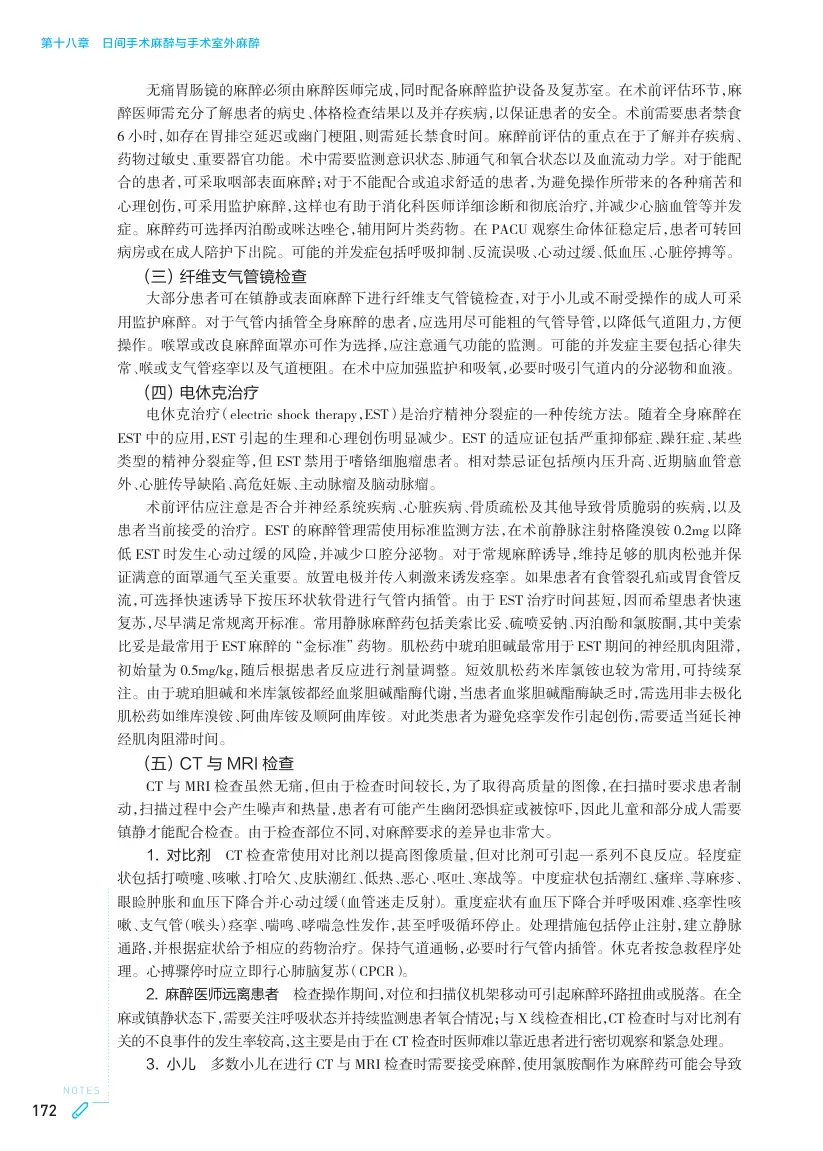 第十八章 日间手术麻醉与手术室外麻醉
无痛胃肠镜的麻醉必须由麻醉医师完成,同时配备麻醉监护设备及复苏室。在术前评估环节,麻
醉医师需充分了解患者的病史、体格检查结果以及并存疾病,以保证患者的安全。术前需要患者禁食
6 小时,如存在胃排空延迟或幽门梗阻,则需延长禁食时间。麻醉前评估的重点在于了解并存疾病、
药物过敏史、重要器官功能。术中需要监测意识状态、肺通气和氧合状态以及血流动力学。对于能配
合的患者,可采取咽部表面麻醉;对于不能配合或追求舒适的患者,为避免操作所带来的各种痛苦和
心理创伤,可采用监护麻醉,这样也有助于消化科医师详细诊断和彻底治疗,并减少心脑血管等并发
症。麻醉药可选择丙泊酚或咪达唑仑,辅用阿片类药物。在 PACU 观察生命体征稳定后,患者可转回
病房或在成人陪护下出院。可能的并发症包括呼吸抑制、反流误吸、心动过缓、低血压、心脏停搏等。
(三)纤维支气管镜检查
大部分患者可在镇静或表面麻醉下进行纤维支气管镜检查,对于小儿或不耐受操作的成人可采
用监护麻醉。对于气管内插管全身麻醉的患者,应选用尽可能粗的气管导管,以降低气道阻力,方便
操作。喉罩或改良麻醉面罩亦可作为选择,应注意通气功能的监测。可能的并发症主要包括心律失
常、喉或支气管痉挛以及气道梗阻。在术中应加强监护和吸氧,必要时吸引气道内的分泌物和血液。
(四)电休克治疗
电休克治疗(electric shock therapy,EST)是治疗精神分裂症的一种传统方法。随着全身麻醉在
EST 中的应用,EST 引起的生理和心理创伤明显减少。EST 的适应证包括严重抑郁症、躁狂症、某些
类型的精神分裂症等,但 EST 禁用于嗜铬细胞瘤患者。相对禁忌证包括颅内压升高、近期脑血管意
外、心脏传导缺陷、高危妊娠、主动脉瘤及脑动脉瘤。
术前评估应注意是否合并神经系统疾病、心脏疾病、骨质疏松及其他导致骨质脆弱的疾病,以及
患者当前接受的治疗。EST 的麻醉管理需使用标准监测方法,在术前静脉注射格隆溴铵 0.2mg 以降
低 EST 时发生心动过缓的风险,并减少口腔分泌物。对于常规麻醉诱导,维持足够的肌肉松弛并保
证满意的面罩通气至关重要。放置电极并传入刺激来诱发痉挛。如果患者有食管裂孔疝或胃食管反
流,可选择快速诱导下按压环状软骨进行气管内插管。由于 EST 治疗时间甚短,因而希望患者快速
复苏,尽早满足常规离开标准。常用静脉麻醉药包括美索比妥、硫喷妥钠、丙泊酚和氯胺酮,其中美索
比妥是最常用于 EST 麻醉的“金标准”药物。肌松药中琥珀胆碱最常用于 EST 期间的神经肌肉阻滞,
初始量为 0.5mg/kg,随后根据患者反应进行剂量调整。短效肌松药米库氯铵也较为常用,可持续泵
注。由于琥珀胆碱和米库氯铵都经血浆胆碱酯酶代谢,当患者血浆胆碱酯酶缺乏时,需选用非去极化
肌松药如维库溴铵、阿曲库铵及顺阿曲库铵。对此类患者为避免痉挛发作引起创伤,需要适当延长神
经肌肉阻滞时间。
(五)CT 与 MRI 检查
CT 与 MRI 检查虽然无痛,但由于检查时间较长,为了取得高质量的图像,在扫描时要求患者制
动,扫描过程中会产生噪声和热量,患者有可能产生幽闭恐惧症或被惊吓,因此儿童和部分成人需要
镇静才能配合检查。由于检查部位不同,对麻醉要求的差异也非常大。
1. 对比剂 CT 检查常使用对比剂以提高图像质量,但对比剂可引起一系列不良反应。轻度症
状包括打喷嚏、咳嗽、打哈欠、皮肤潮红、低热、恶心、呕吐、寒战等。中度症状包括潮红、瘙痒、荨麻疹、
眼睑肿胀和血压下降合并心动过缓(血管迷走反射)。重度症状有血压下降合并呼吸困难、痉挛性咳
嗽、支气管(喉头)痉挛、喘鸣、哮喘急性发作,甚至呼吸循环停止。处理措施包括停止注射,建立静脉
通路,并根据症状给予相应的药物治疗。保持气道通畅,必要时行气管内插管。休克者按急救程序处
理。心搏骤停时应立即行心肺脑复苏(CPCR)。
2. 麻醉医师远离患者 检查操作期间,对位和扫描仪机架移动可引起麻醉环路扭曲或脱落。在全
麻或镇静状态下,需要关注呼吸状态并持续监测患者氧合情况;与 X 线检查相比,CT 检查时与对比剂有
关的不良事件的发生率较高,这主要是由于在 CT 检查时医师难以靠近患者进行密切观察和紧急处理。
3. 小儿 多数小儿在进行 CT 与 MRI 检查时需要接受麻醉,使用氯胺酮作为麻醉药可能会导致
NOTES
172